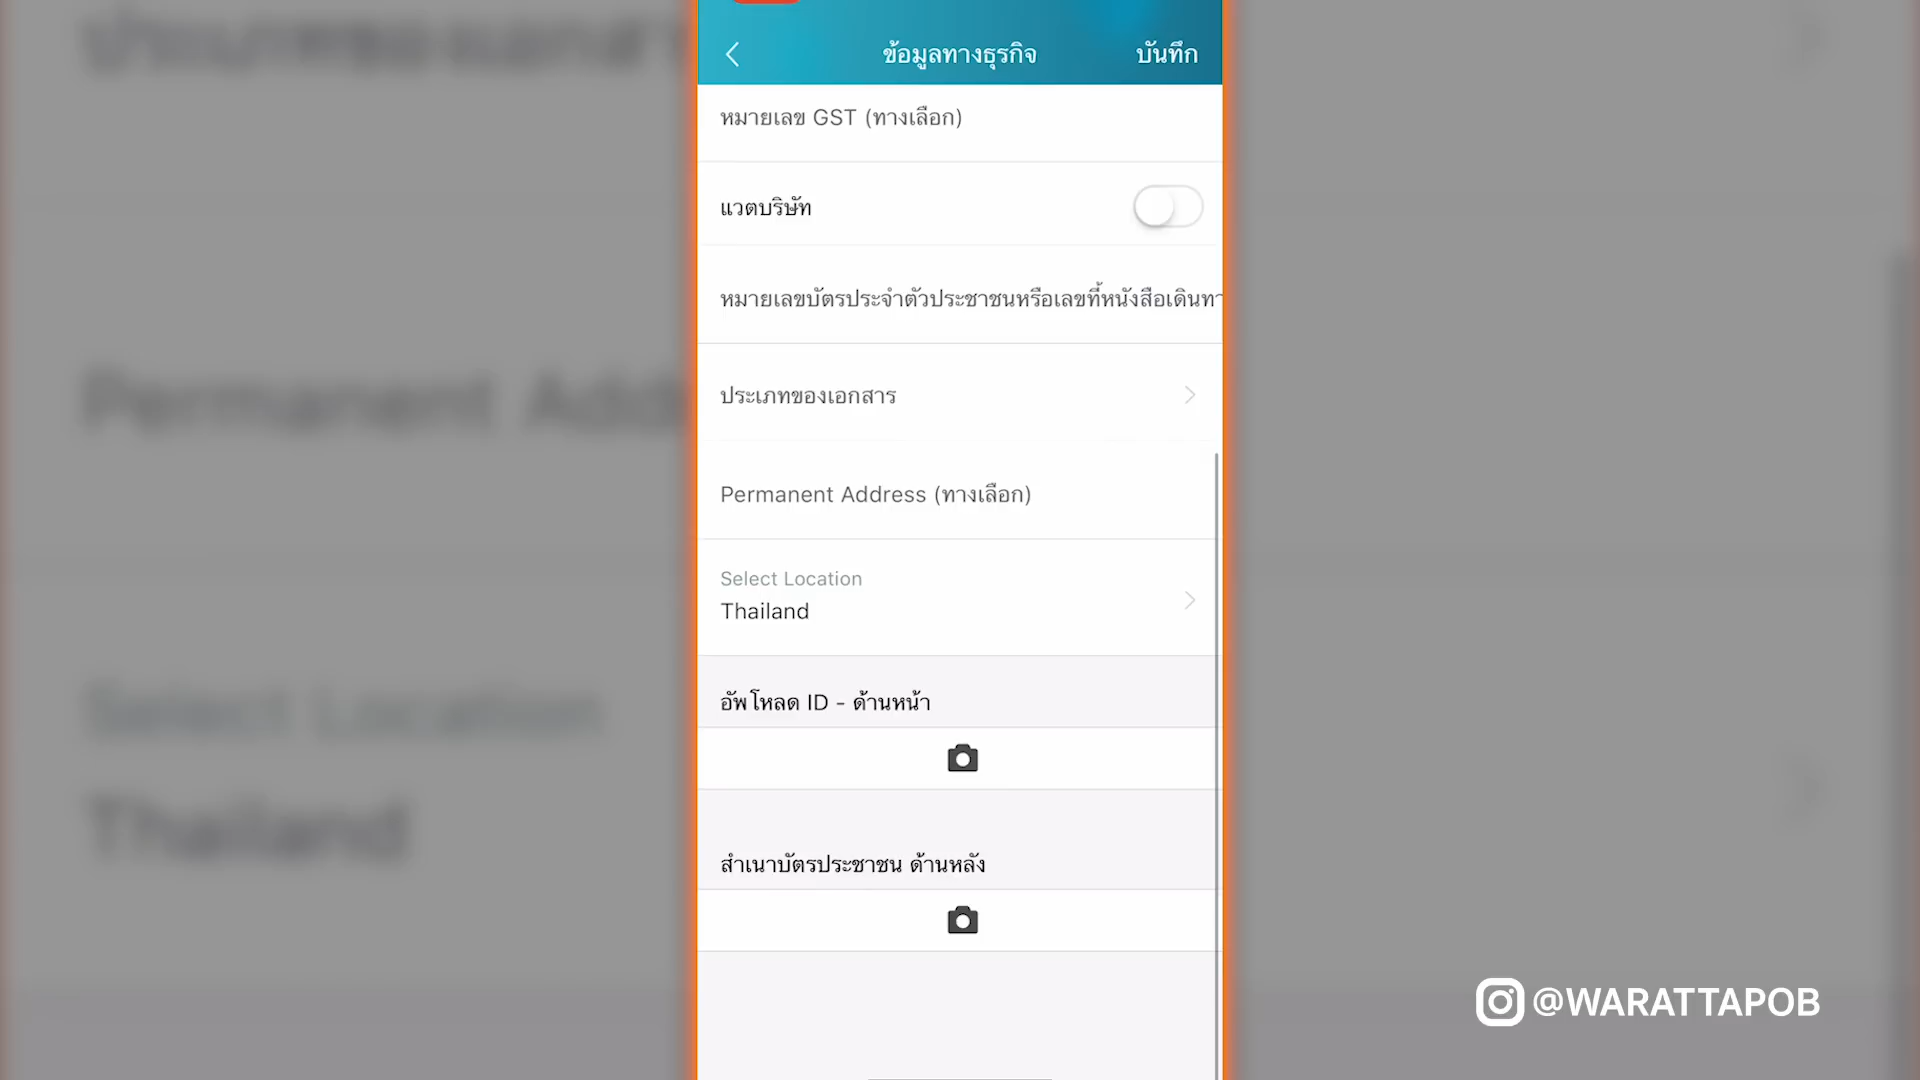 ข้อมูลทางธุรกิจ
บันทึก
หมายเลข GST (ทางเลือก)
แวตบริษัท
หมายเลขบัตรประจำตัวประชาชนหรือเลขที่หนังสือเดินทา
ประเภทของเอกสาร
Permanent Address (ทางเลือก)
Select Location
Thailand
อัพโหลด ID - ด้านหน้า
สำเนาบัตรประชาชน ด้านหลัง
@WARATTAPOB